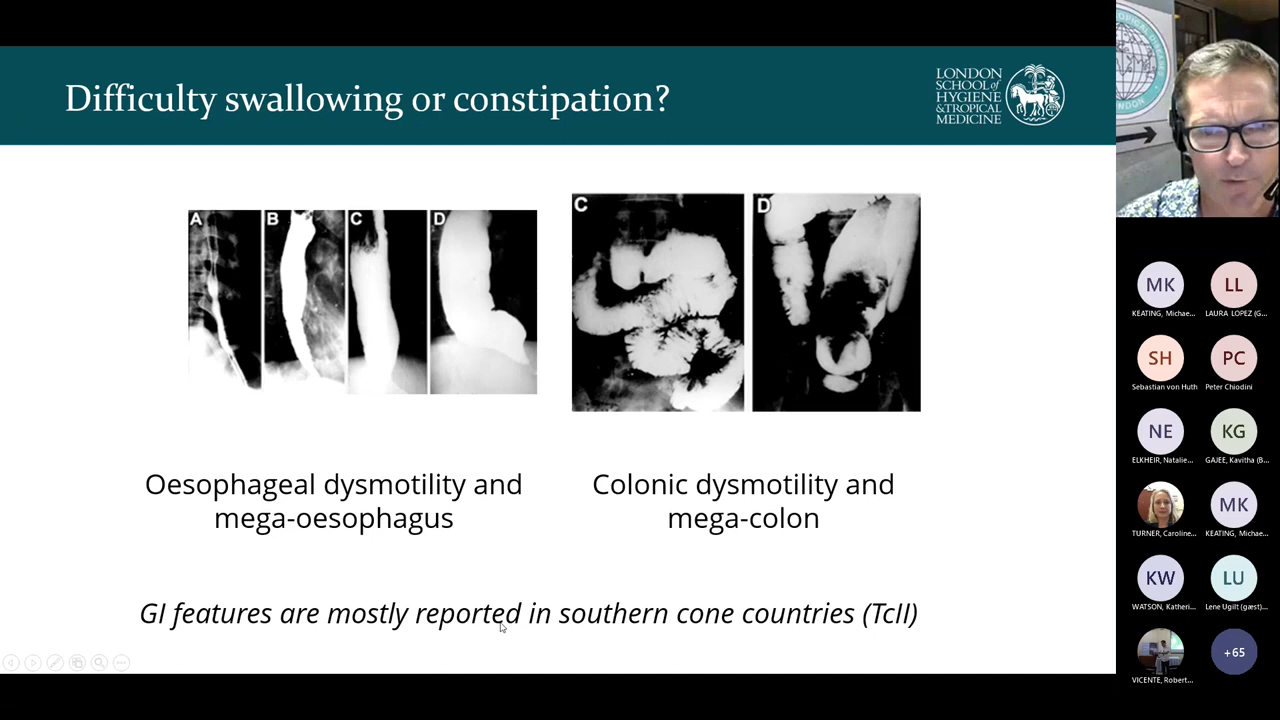 Difficulty swallowing or constipation?
LONDON
SCHOOL of
HYGIENE
& TROPICAL
MEDICINE
A B C D
C D
Oesophageal dysmotility and
mega-oesophagus
Colonic dysmotility and
mega-colon
GI features are mostly reported in southern cone countries (TcII)
MK LL
KEATING, Michae... LAURA LOPEZ (G...
SH PC
Sebastian von Huth Peter Chiodini
NE KG
ELKHEIR, Natalie... GAJEE, Kavitha (B...
MK
TURNER, Caroline... KEATING, Michae...
KW LU
WATSON, Katheri... Lene Ugilt (gæst)...
+65
VICENTE, Robert...